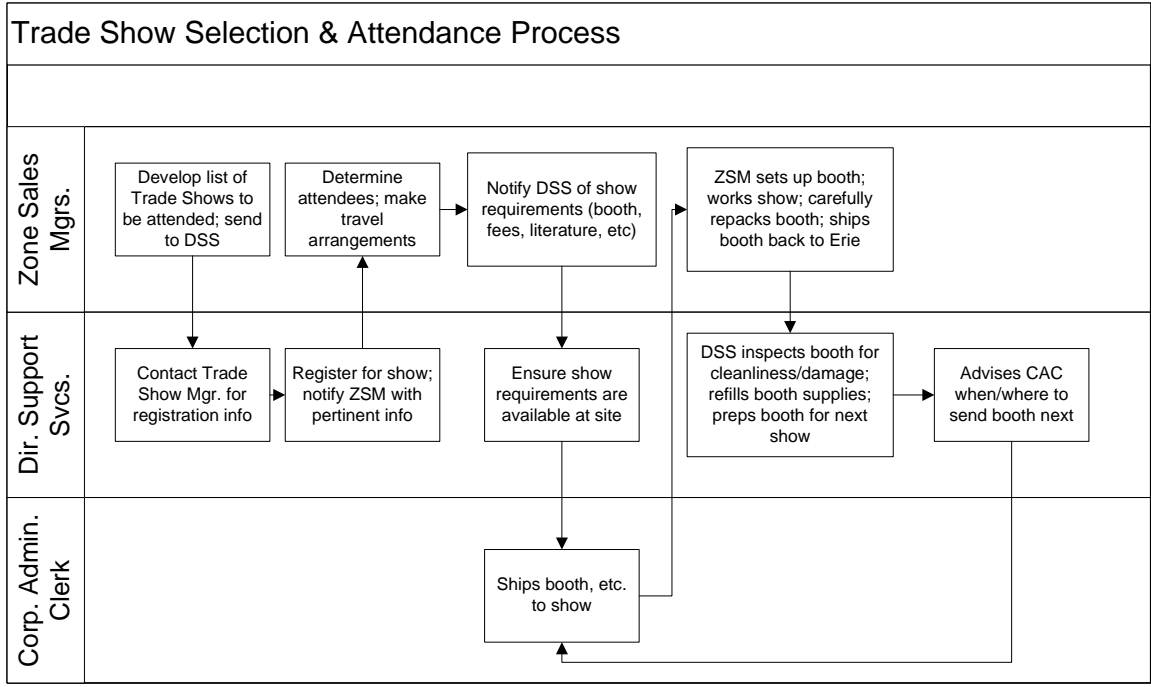 Trade Show Selection & Attendance Process
Zone Sales
Mgrs.
Develop list of
Trade Shows to
be attended; send
to DSS
Determine
attendees; make
travel
arrangements
Notify DSS of show
requirements (booth,
fees, literature, etc)
ZSM sets up booth;
works show; carefully
repacks booth; ships
booth back to Erie
Dir. Support
Svcs.
Contact Trade
Show Mgr. for
registration info
Register for show;
notify ZSM with
pertinent info
Ensure show
requirements are
available at site
DSS inspects booth for
cleanliness/damage;
refills booth supplies;
preps booth for next
show
Advises CAC
when/where to
send booth next
Corp. Admin.
Clerk
Ships booth, etc.
to show